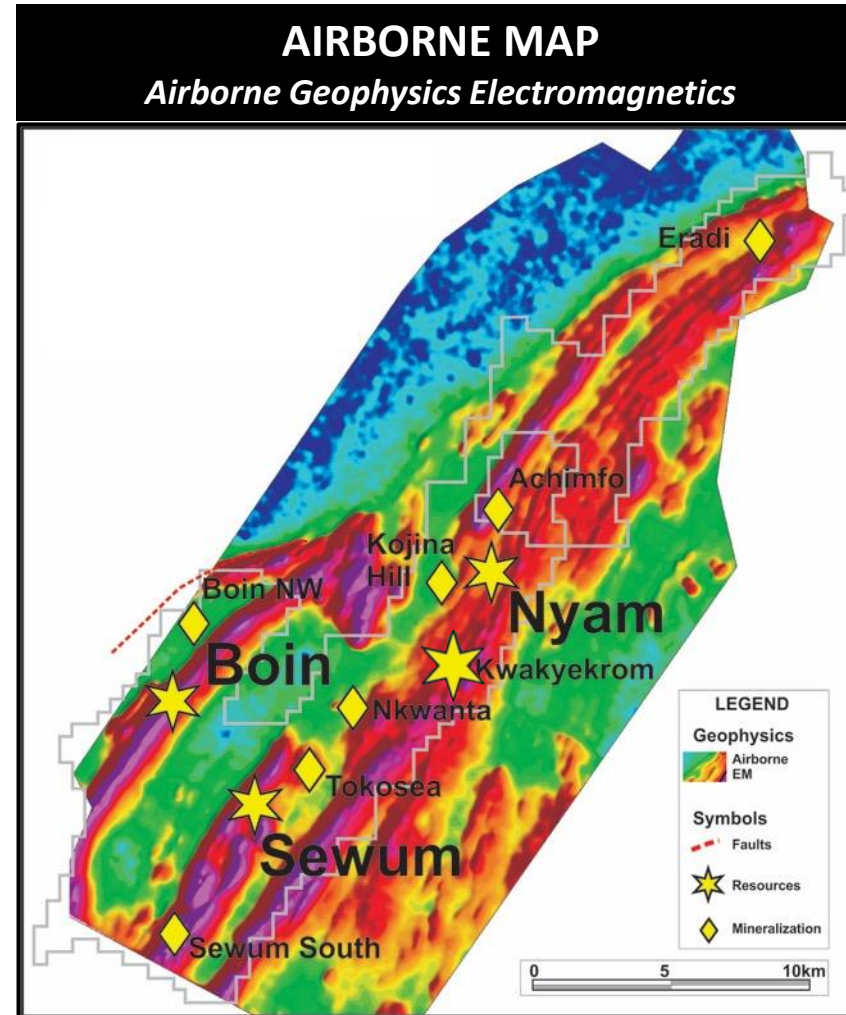 AIRBORNE MAP
Airborne Geophysics Electromagnetics
Eradi
Achimfo
Kojina
Hill
Boin NW
Nyam
Boin
Kwakyekrom
Nkwanta
Tokosea
Sewum
Sewum South
LEGEND
Geophysics
Airborne
EM
Symbols
Faults
Resources
Mineralization
0 5 10km